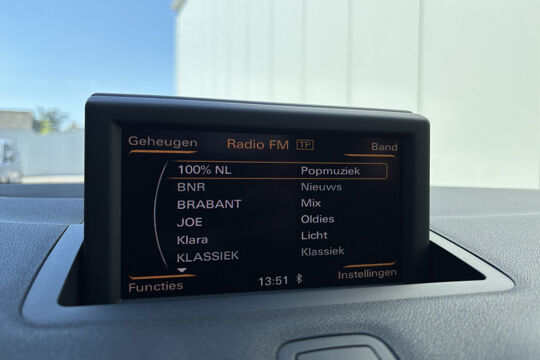 Geheugen Radio FM TP Band
100% NL Popmuziek
BNR Nieuws
BRABANT Mix
JOE Oldies
Klara Licht
KLASSIEK Klassiek
Functies 13:51 Instellingen